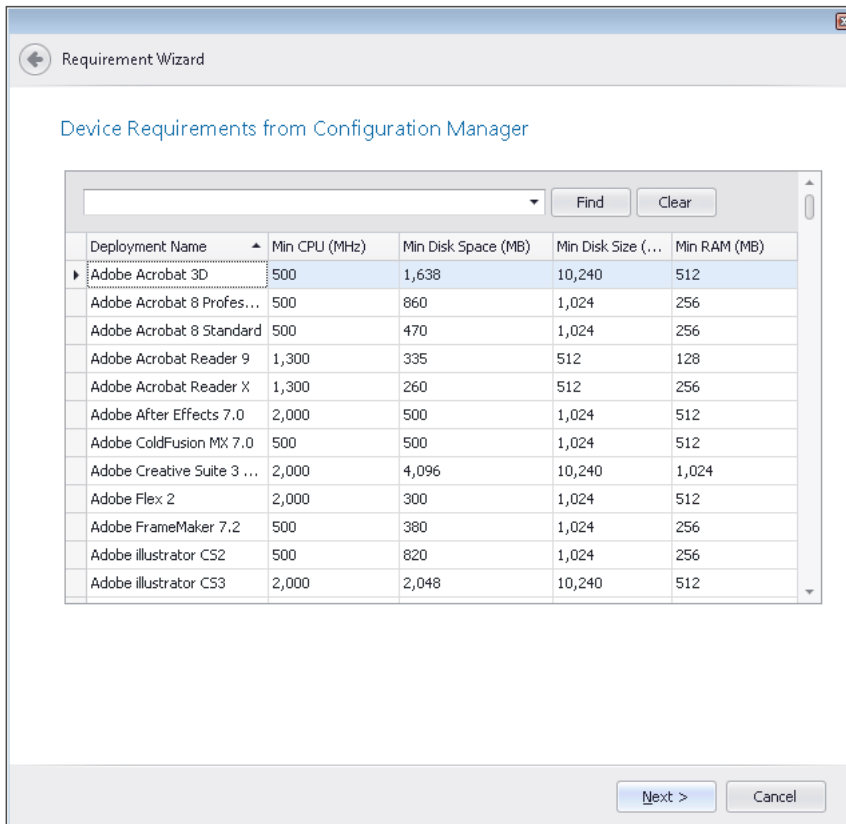 Requirement Wizard
Device Requirements from Configuration Manager
Find Clear
Deployment Name Min CPU (MHz) Min Disk Space (MB) Min Disk Size (... Min RAM (MB)
Adobe Acrobat 3D 500 1,638 10,240 512
Adobe Acrobat 8 Profes... 500 860 1,024 256
Adobe Acrobat 8 Standard 500 470 1,024 256
Adobe Acrobat Reader 9 1,300 335 512 128
Adobe Acrobat Reader X 1,300 260 512 256
Adobe After Effects 7.0 2,000 500 1,024 512
Adobe ColdFusion MX 7.0 500 500 1,024 512
Adobe Creative Suite 3 ... 2,000 4,096 10,240 1,024
Adobe Flex 2 2,000 300 1,024 512
Adobe FrameMaker 7.2 500 380 1,024 256
Adobe illustrator CS2 500 820 1,024 256
Adobe illustrator CS3 2,000 2,048 10,240 512
Next > Cancel